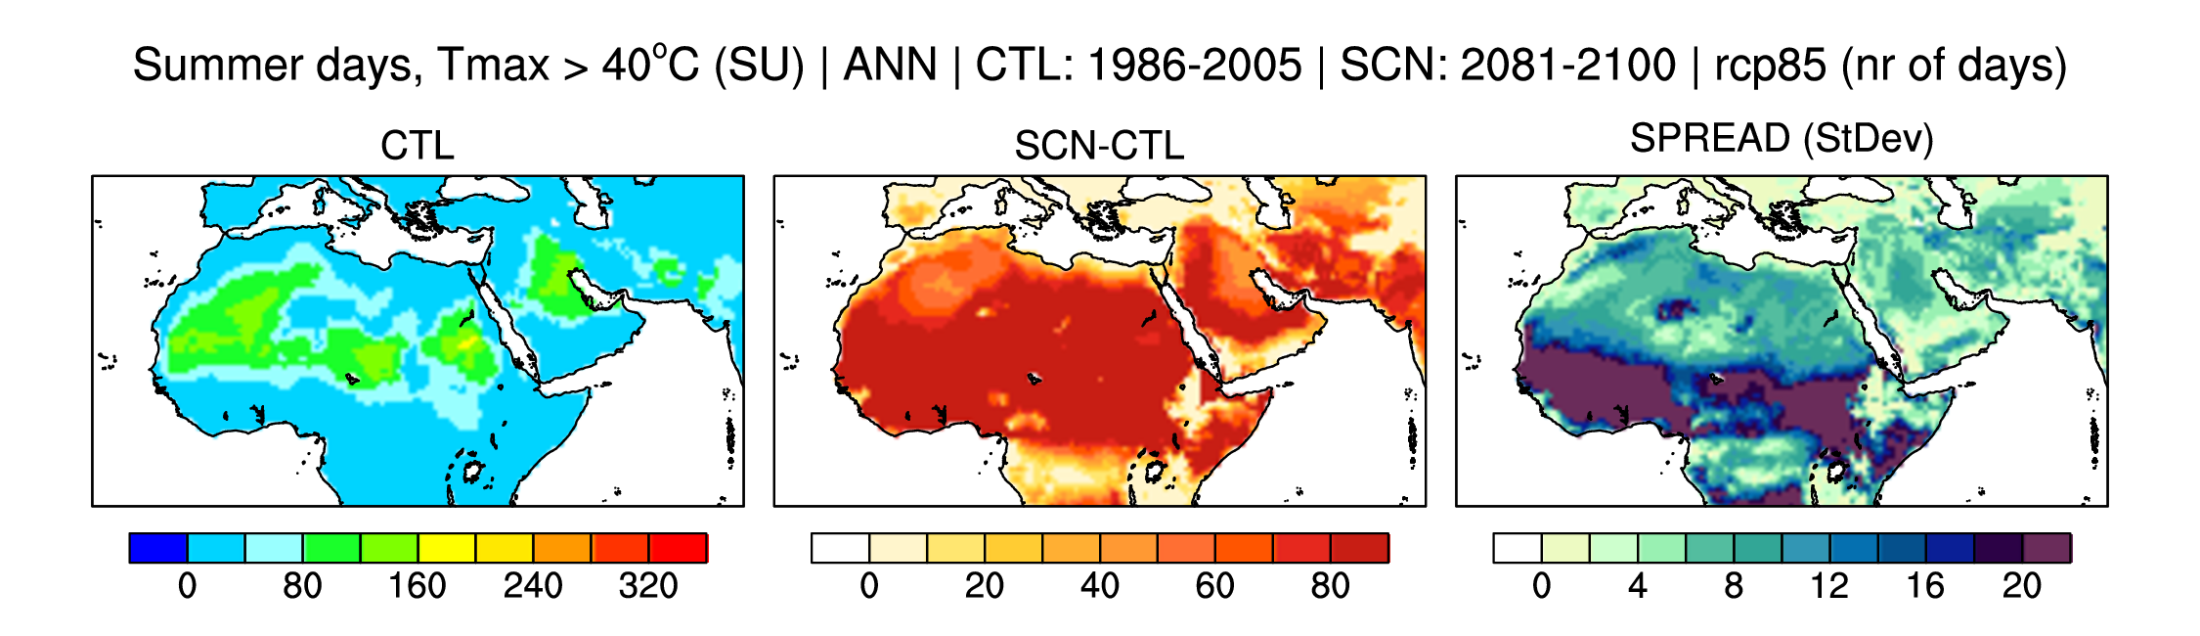 Summer days, Tmax > 40°C (SU) | ANN | CTL: 1986-2005 | SCN: 2081-2100 | rcp85 (nr of days)
CTL
SCN-CTL
SPREAD (StDev)
0 80 160 240 320
0 20 40 60 80
0 4 8 12 16 20